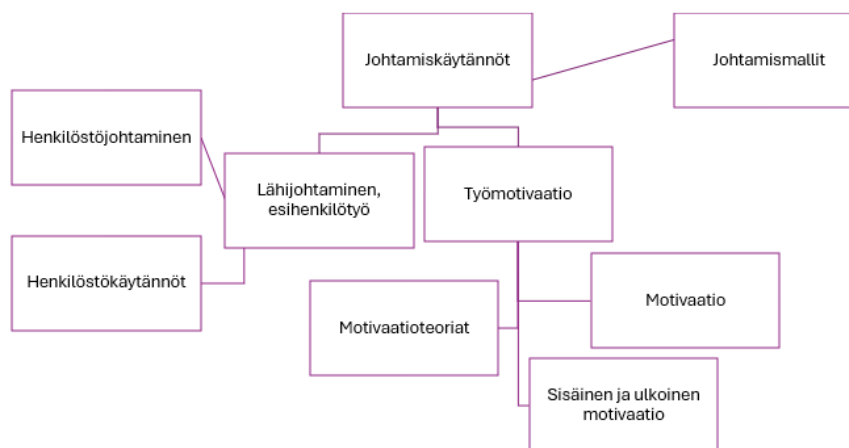 Johtamiskäytännöt
Johtamismallit
Henkilöstöjohtaminen
Lähijohtaminen,
esihenkilötyö
Työmotivaatio
Henkilöstökäytännöt
Motivaatioteoriat
Motivaatio
Sisäinen ja ulkoinen
motivaatio